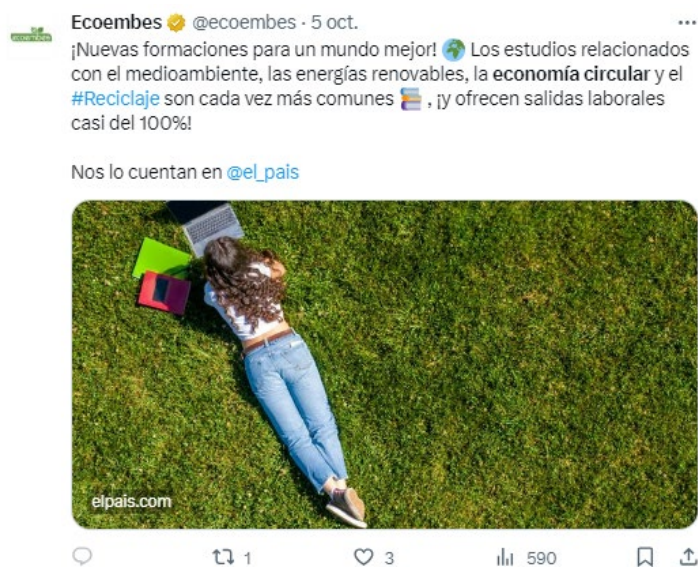 Ecoembes @ecoembes · 5 oct.
¡Nuevas formaciones para un mundo mejor! 🌍 Los estudios relacionados
con el medioambiente, las energías renovables, la economía circular y el
#Reciclaje son cada vez más comunes 📚, ¡y ofrecen salidas laborales
casi del 100%!
Nos lo cuentan en @el_pais
elpais.com
1 3 590